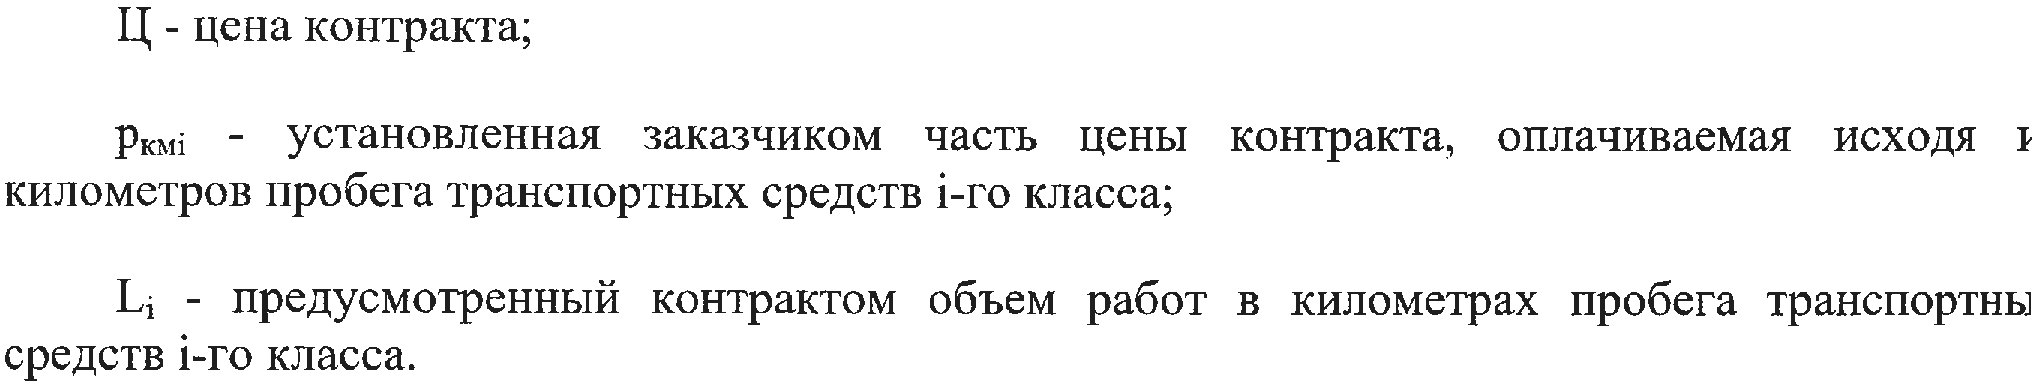 Ц - цена контракта;
pкмi - установленная заказчиком часть цены контракта, оплачиваемая исходя
километров пробега транспортных средств i-го класса;
Li - предусмотренный контрактом объем работ в километрах пробега
средств i-го класса.